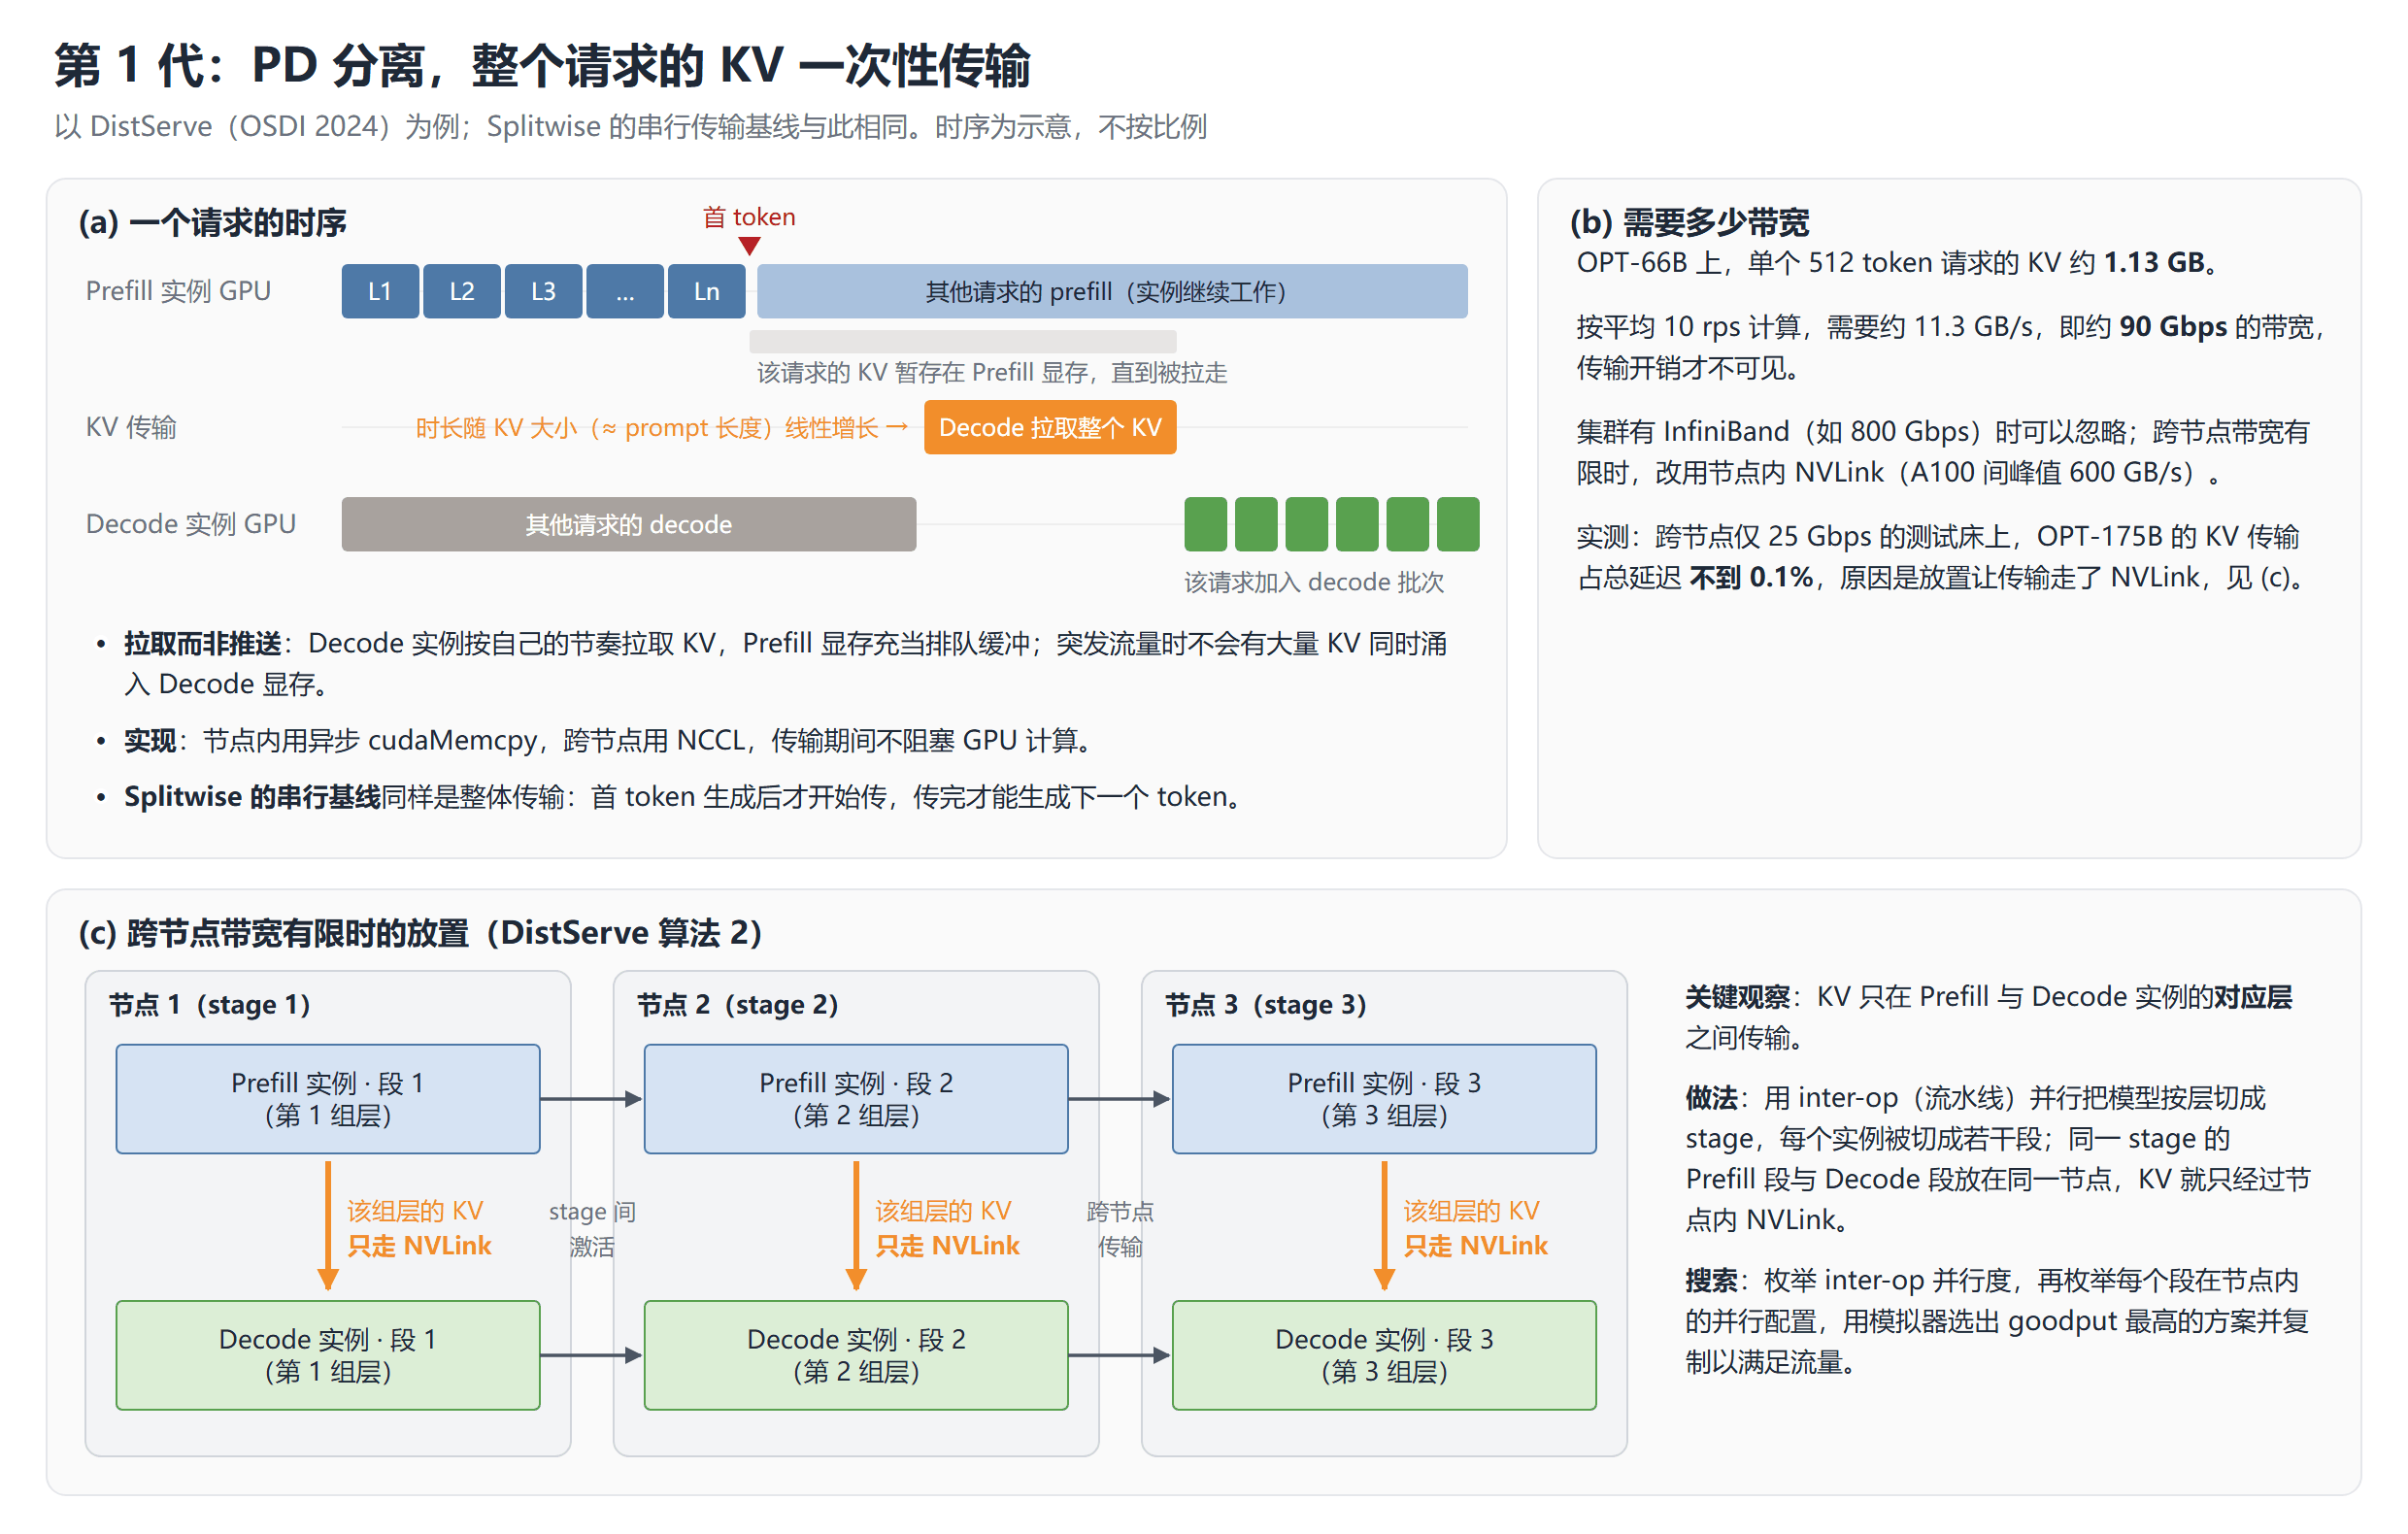 第 1 代：PD 分离，整个请求的 KV 一次性传输
以 DistServe（OSDI 2024）为例；Splitwise 的串行传输基线与此相同。时序为示意，不按比例
(a) 一个请求的时序
首 token
Prefill 实例 GPU
L1
L2
L3
...
Ln
其他请求的 prefill（实例继续工作）
该请求的 KV 暂存在 Prefill 显存，直到被拉走
KV 传输
时长随 KV 大小（≈ prompt 长度）线性增长 →
Decode 拉取整个 KV
Decode 实例 GPU
其他请求的 decode
该请求加入 decode 批次
• 拉取而非推送：Decode 实例按自己的节奏拉取 KV，Prefill 显存充当排队缓冲；突发流量时不会有大量 KV 同时涌
入 Decode 显存。
• 实现：节点内用异步 cudaMemcpy，跨节点用 NCCL，传输期间不阻塞 GPU 计算。
• Splitwise 的串行基线同样是整体传输：首 token 生成后才开始传，传完才能生成下一个 token。
(b) 需要多少带宽
OPT-66B 上，单个 512 token 请求的 KV 约 1.13 GB。
按平均 10 rps 计算，需要约 11.3 GB/s，即约 90 Gbps 的带宽，
传输开销才不可见。
集群有 InfiniBand（如 800 Gbps）时可以忽略；跨节点带宽有
限时，改用节点内 NVLink（A100 间峰值 600 GB/s）。
实测：跨节点仅 25 Gbps 的测试床上，OPT-175B 的 KV 传输
占总延迟 不到 0.1%，原因是放置让传输走了 NVLink，见 (c)。
(c) 跨节点带宽有限时的放置（DistServe 算法 2）
节点 1（stage 1）
Prefill 实例 · 段 1
（第 1 组层）
该组层的 KV
只走 NVLink
Decode 实例 · 段 1
（第 1 组层）
stage 间
激活
节点 2（stage 2）
Prefill 实例 · 段 2
（第 2 组层）
该组层的 KV
只走 NVLink
Decode 实例 · 段 2
（第 2 组层）
跨节点
传输
节点 3（stage 3）
Prefill 实例 · 段 3
（第 3 组层）
该组层的 KV
只走 NVLink
Decode 实例 · 段 3
（第 3 组层）
关键观察：KV 只在 Prefill 与 Decode 实例的对应层
之间传输。
做法：用 inter-op（流水线）并行把模型按层切成
stage，每个实例被切成若干段；同一 stage 的
Prefill 段与 Decode 段放在同一节点，KV 就只经过节
点内 NVLink。
搜索：枚举 inter-op 并行度，再枚举每个段在节点内
的并行配置，用模拟器选出 goodput 最高的方案并复
制以满足流量。